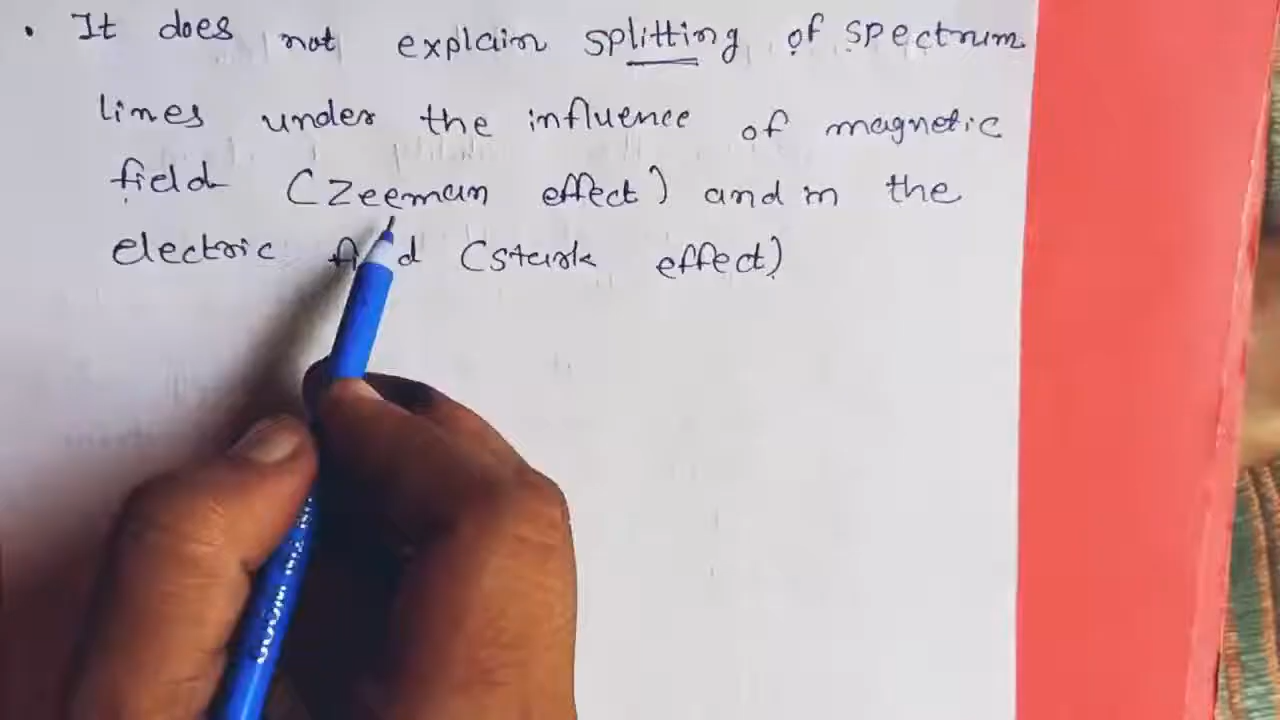 . It does not explain splitting of spectrum
lines under the influence of magnetic
field (Zeeman effect) and in the
electric field (stark effect)